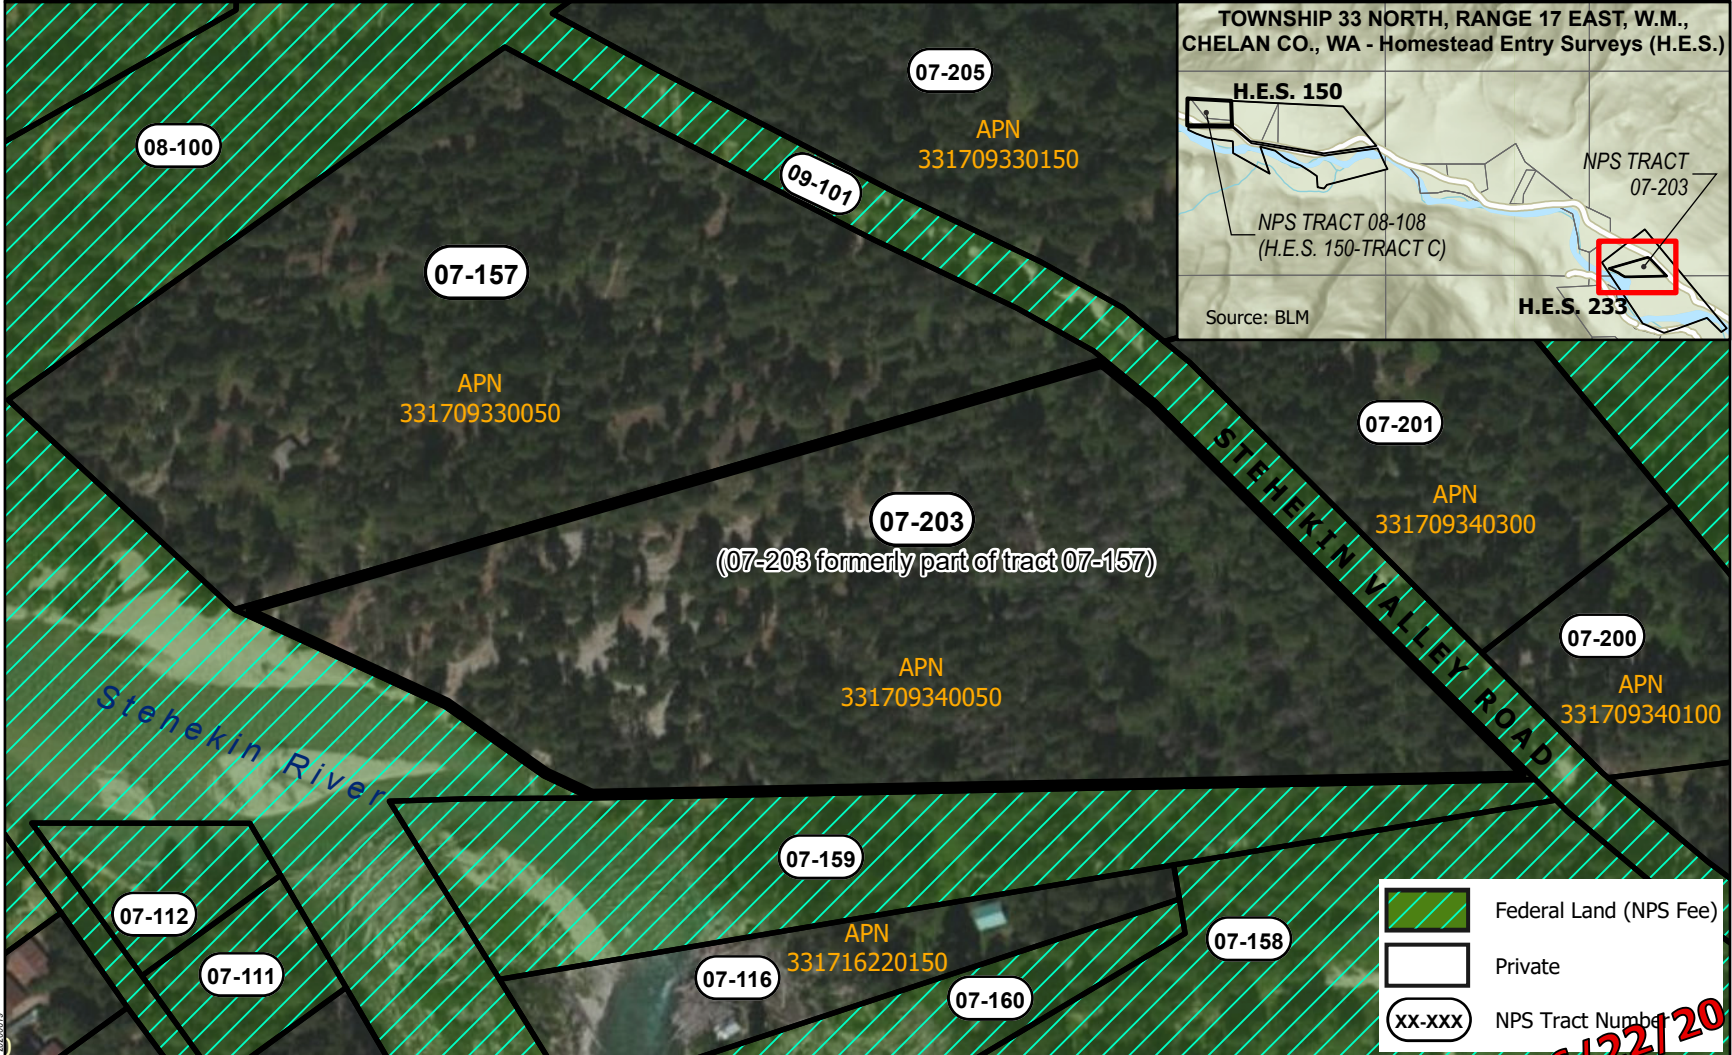 TOWNSHIP 33 NORTH, RANGE 17 EAST, W.M.,
CHELAN CO., WA - Homestead Entry Surveys (H.E.S.)
H.E.S. 150
NPS TRACT
07-203
NPS TRACT 08-108
(H.E.S. 150-TRACT C)
H.E.S. 233
Source: BLM
07-205
APN
331709330150
08-100
09-101
07-157
APN
331709330050
07-201
APN
331709340300
STEHEKIN VALLEY ROAD
07-203
(07-203 formerly part of tract 07-157)
APN
331709340050
07-200
APN
331709340100
Stehekin River
07-159
07-112
07-111
APN
331716220150
07-116
07-160
07-158
Federal Land (NPS Fee)
Private
XX-XXX
NPS Tract Number
/22/20